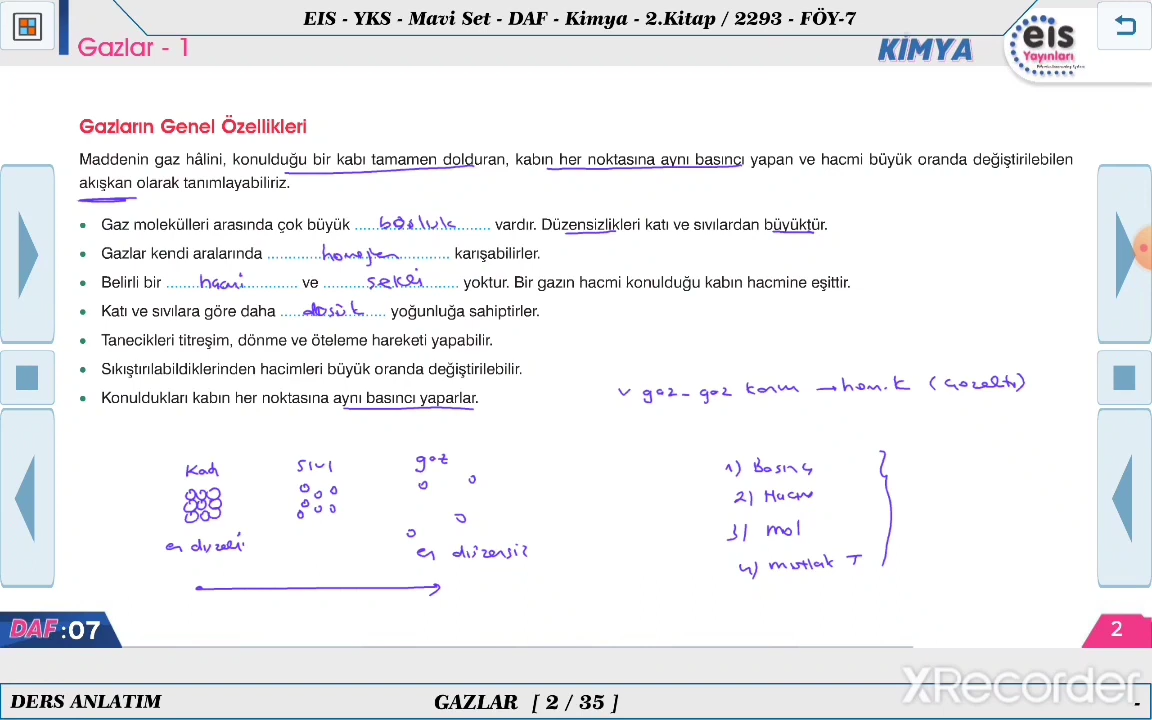 EIS - YKS - Mavi Set - DAF - Kimya - 2.Kitap / 2293 - FÖY-7
Gazlar - 1
KİMYA
eis
Yayınları
Gazların Genel Özellikleri
Maddenin gaz hâlini, konulduğu bir kabı tamamen dolduran, kabın her noktasına aynı basıncı yapan ve hacmi büyük oranda değiştirilebilen
akışkan olarak tanımlayabiliriz.
• Gaz molekülleri arasında çok büyük boşluk vardır. Düzensizlikleri katı ve sıvılardan büyüktür.
• Gazlar kendi aralarında homojen karışabilirler.
• Belirli bir hacmi ve şekli yoktur. Bir gazın hacmi konulduğu kabın hacmine eşittir.
• Katı ve sıvılara göre daha düşük yoğunluğa sahiptirler.
• Tanecikleri titreşim, dönme ve öteleme hareketi yapabilir.
• Sıkıştırılabildiklerinden hacimleri büyük oranda değiştirilebilir.
• Konuldukları kabın her noktasına aynı basıncı yaparlar.
gaz - gaz karışım → hom. k (çözelti)
Katı sıvı gaz
en düzenli
en düzensiz
1) Basınç
2) Hacim
3) mol
4) mutlak T
DAF:07
2
XRecorder
DERS ANLATIM GAZLAR [ 2 / 35 ] -